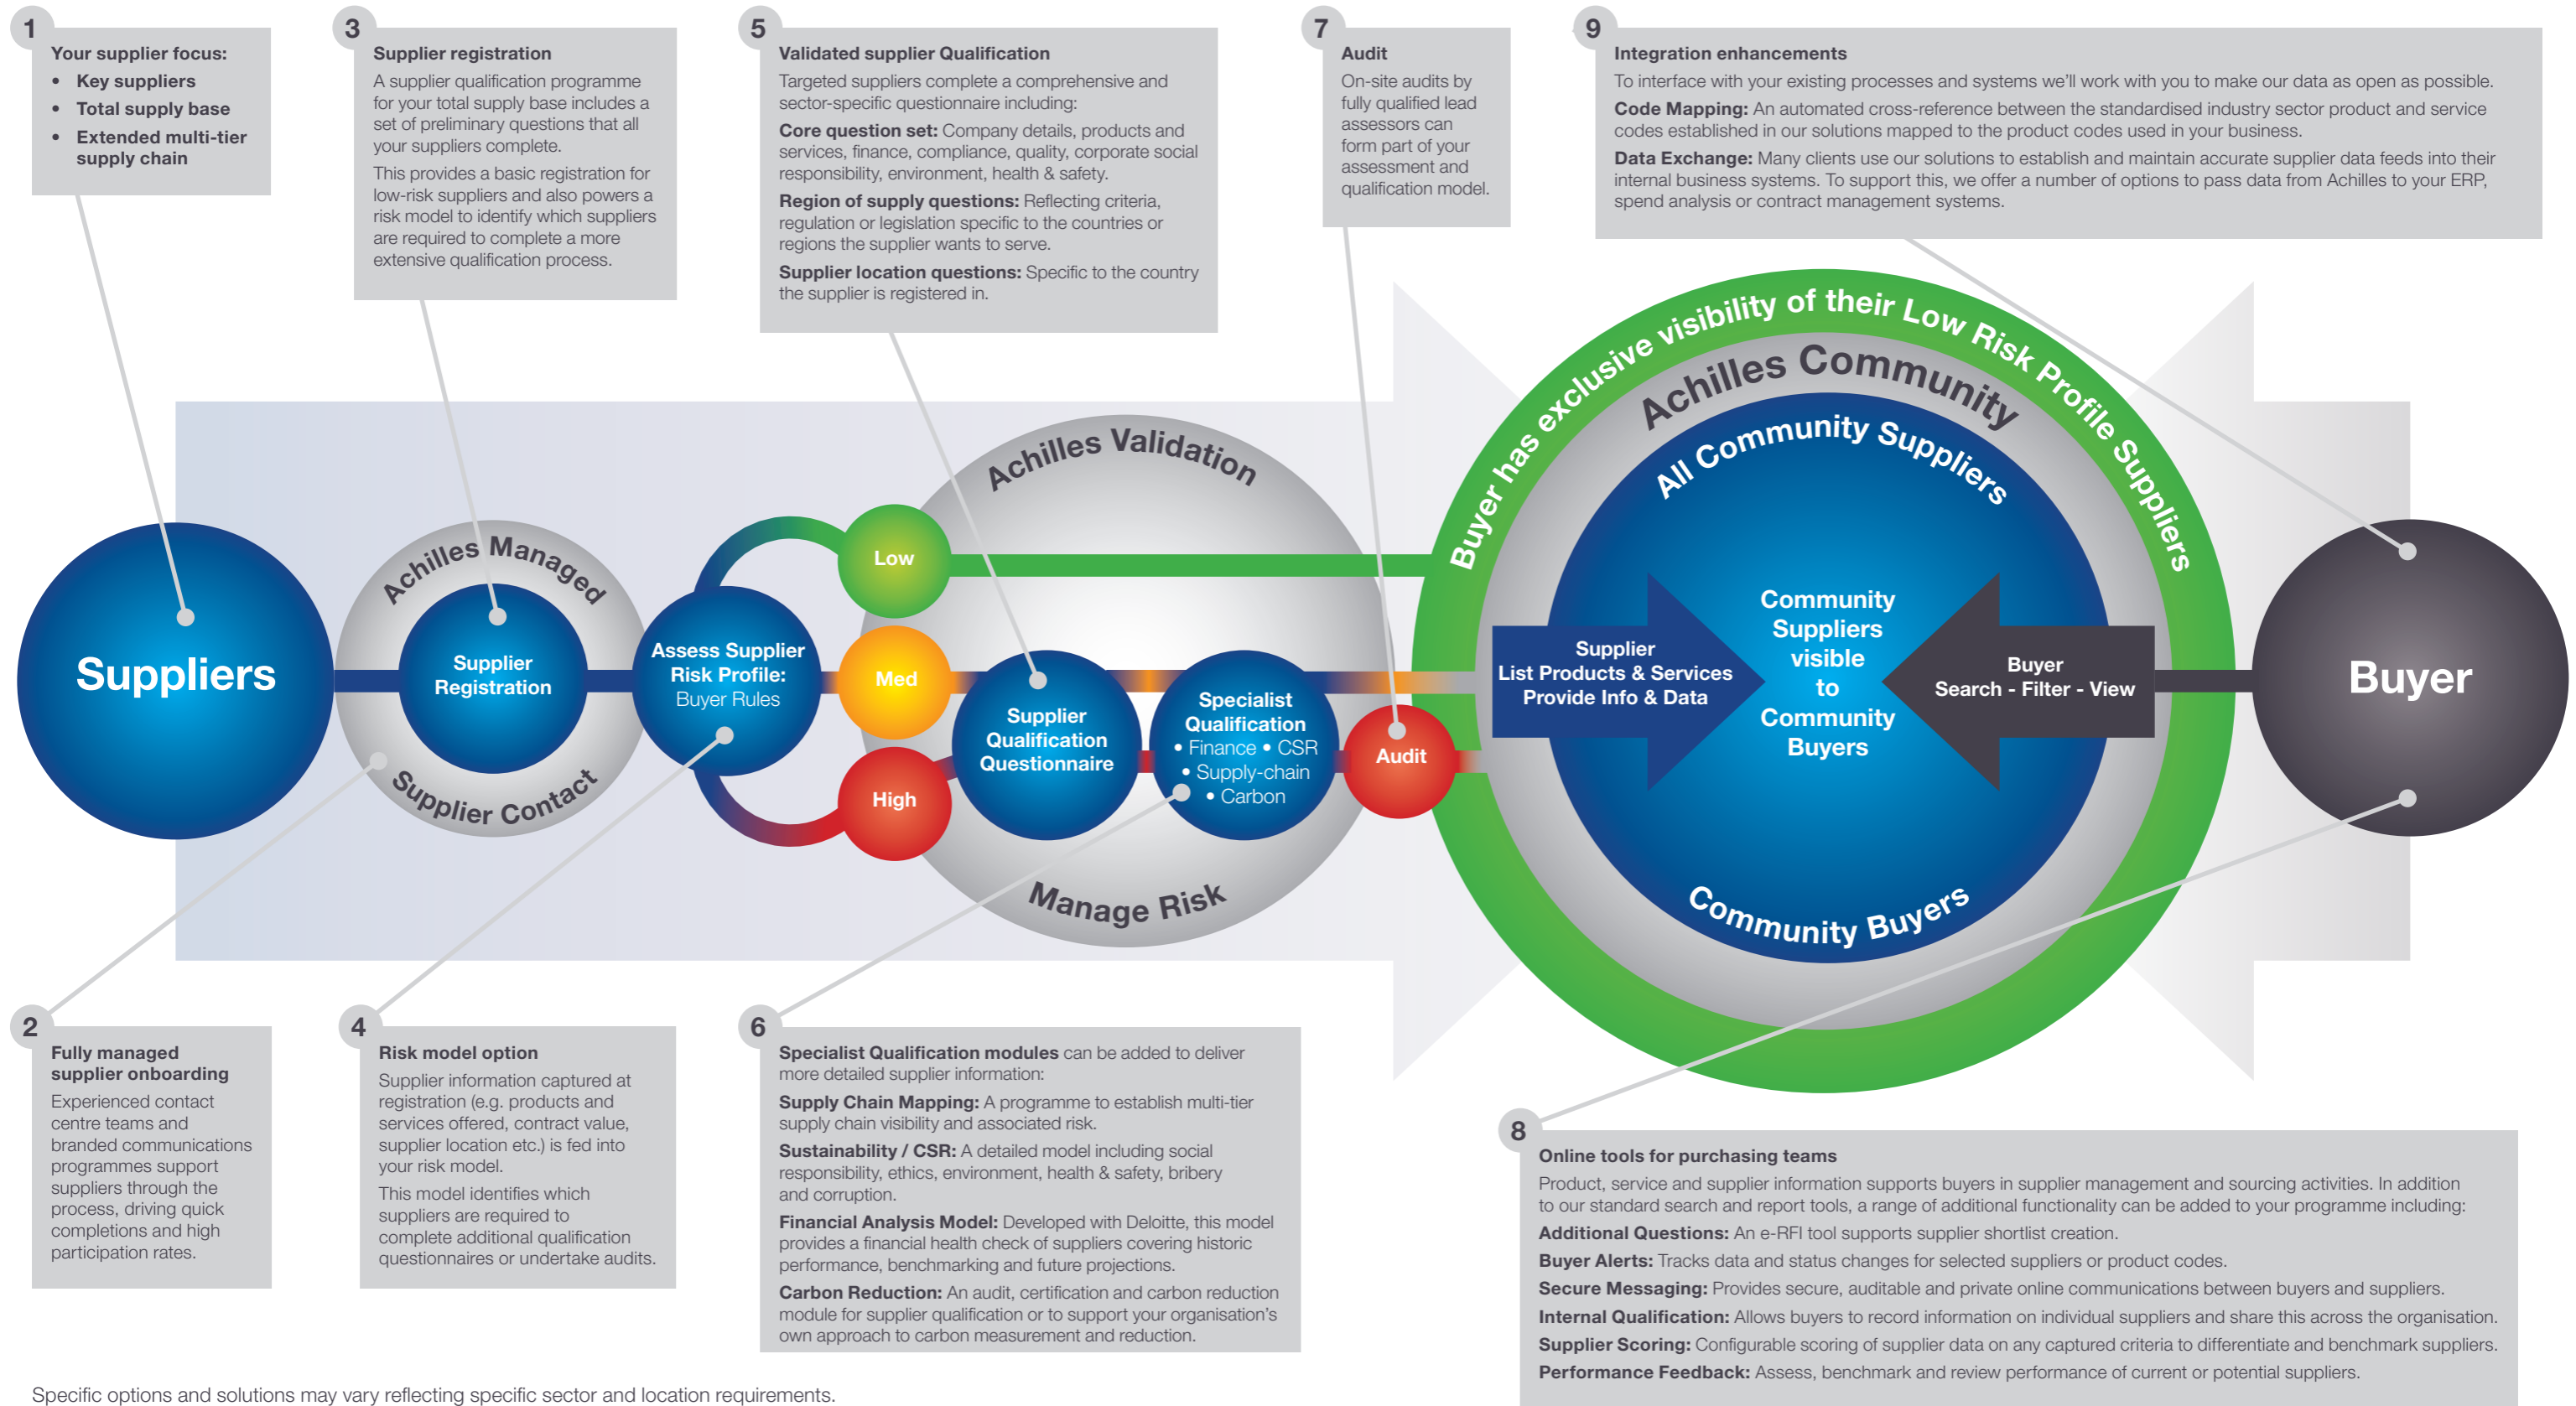 1
Your supplier focus:
• Key suppliers
• Total supply base
• Extended multi-tier
supply chain
3
Supplier registration
A supplier qualification programme
for your total supply base includes a
set of preliminary questions that all
your suppliers complete.
This provides a basic registration for
low-risk suppliers and also powers a
risk model to identify which suppliers
are required to complete a more
extensive qualification process.
5
Validated supplier Qualification
Targeted suppliers complete a comprehensive and
sector-specific questionnaire including:
Core question set: Company details, products and
services, finance, compliance, quality, corporate social
responsibility, environment, health & safety.
Region of supply questions: Reflecting criteria,
regulation or legislation specific to the countries or
regions the supplier wants to serve.
Supplier location questions: Specific to the country
the supplier is registered in.
7
Audit
On-site audits by
fully qualified lead
assessors can
form part of your
assessment and
qualification model.
9
Integration enhancements
To interface with your existing processes and systems we'll work with you to make our data as open as possible.
Code Mapping: An automated cross-reference between the standardised industry sector product and service
codes established in our solutions mapped to the product codes used in your business.
Data Exchange: Many clients use our solutions to establish and maintain accurate supplier data feeds into their
internal business systems. To support this, we offer a number of options to pass data from Achilles to your ERP,
spend analysis or contract management systems.
Suppliers
Achilles Managed
Supplier
Registration
Supplier Contact
Assess Supplier
Risk Profile:
Buyer Rules
Low
Med
High
Achilles Validation
Supplier
Qualification
Questionnaire
Specialist
Qualification
• Finance • CSR
• Supply-chain
• Carbon
Manage Risk
Audit
Buyer has exclusive visibility of their Low Risk Profile Suppliers
Achilles Community
All Community Suppliers
Supplier
List Products & Services
Provide Info & Data
Community
Suppliers
visible
to
Community
Buyers
Buyer
Search - Filter - View
Community Buyers
Buyer
2
Fully managed
supplier onboarding
Experienced contact
centre teams and
branded communications
programmes support
suppliers through the
process, driving quick
completions and high
participation rates.
4
Risk model option
Supplier information captured at
registration (e.g. products and
services offered, contract value,
supplier location etc.) is fed into
your risk model.
This model identifies which
suppliers are required to
complete additional qualification
questionnaires or undertake audits.
6
Specialist Qualification modules can be added to deliver
more detailed supplier information:
Supply Chain Mapping: A programme to establish multi-tier
supply chain visibility and associated risk.
Sustainability / CSR: A detailed model including social
responsibility, ethics, environment, health & safety, bribery
and corruption.
Financial Analysis Model: Developed with Deloitte, this model
provides a financial health check of suppliers covering historic
performance, benchmarking and future projections.
Carbon Reduction: An audit, certification and carbon reduction
module for supplier qualification or to support your organisation's
own approach to carbon measurement and reduction.
8
Online tools for purchasing teams
Product, service and supplier information supports buyers in supplier management and sourcing activities. In addition
to our standard search and report tools, a range of additional functionality can be added to your programme including:
Additional Questions: An e-RFI tool supports supplier shortlist creation.
Buyer Alerts: Tracks data and status changes for selected suppliers or product codes.
Secure Messaging: Provides secure, auditable and private online communications between buyers and suppliers.
Internal Qualification: Allows buyers to record information on individual suppliers and share this across the organisation.
Supplier Scoring: Configurable scoring of supplier data on any captured criteria to differentiate and benchmark suppliers.
Performance Feedback: Assess, benchmark and review performance of current or potential suppliers.
Specific options and solutions may vary reflecting specific sector and location requirements.